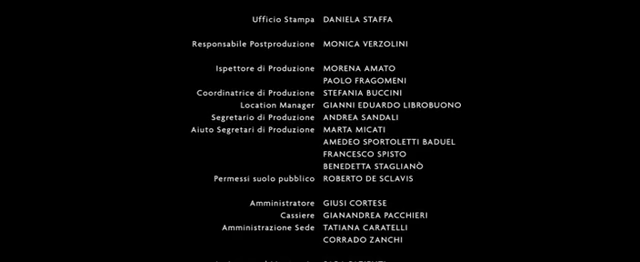 Ufficio Stampa DANIELA STAFFA
Responsabile Postproduzione MONICA VERZOLINI
Ispettore di Produzione MORENA AMATO
PAOLO FRAGOMENI
Coordinatrice di Produzione STEFANIA BUCCINI
Location Manager GIANNI EDUARDO LIBROBUONO
Segretario di Produzione ANDREA SANDALI
Aiuto Segretari di Produzione MARTA MICATI
AMEDEO SPORTOLETTI BADUEL
FRANCESCO SPISTO
BENEDETTA STAGLIANÒ
Permessi suolo pubblico ROBERTO DE SCLAVIS
Amministratore GIUSI CORTESE
Cassiere GIANANDREA PACCHIERI
Amministrazione Sede TATIANA CARATELLI
CORRADO ZANCHI